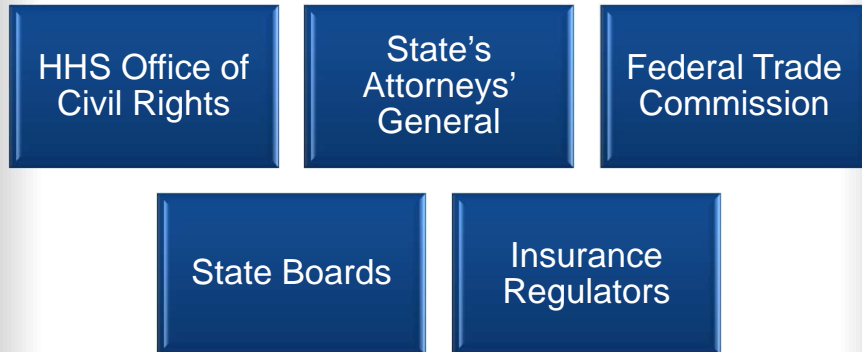 HHS Office of
Civil Rights
State's
Attorneys'
General
Federal Trade
Commission
State Boards
Insurance
Regulators